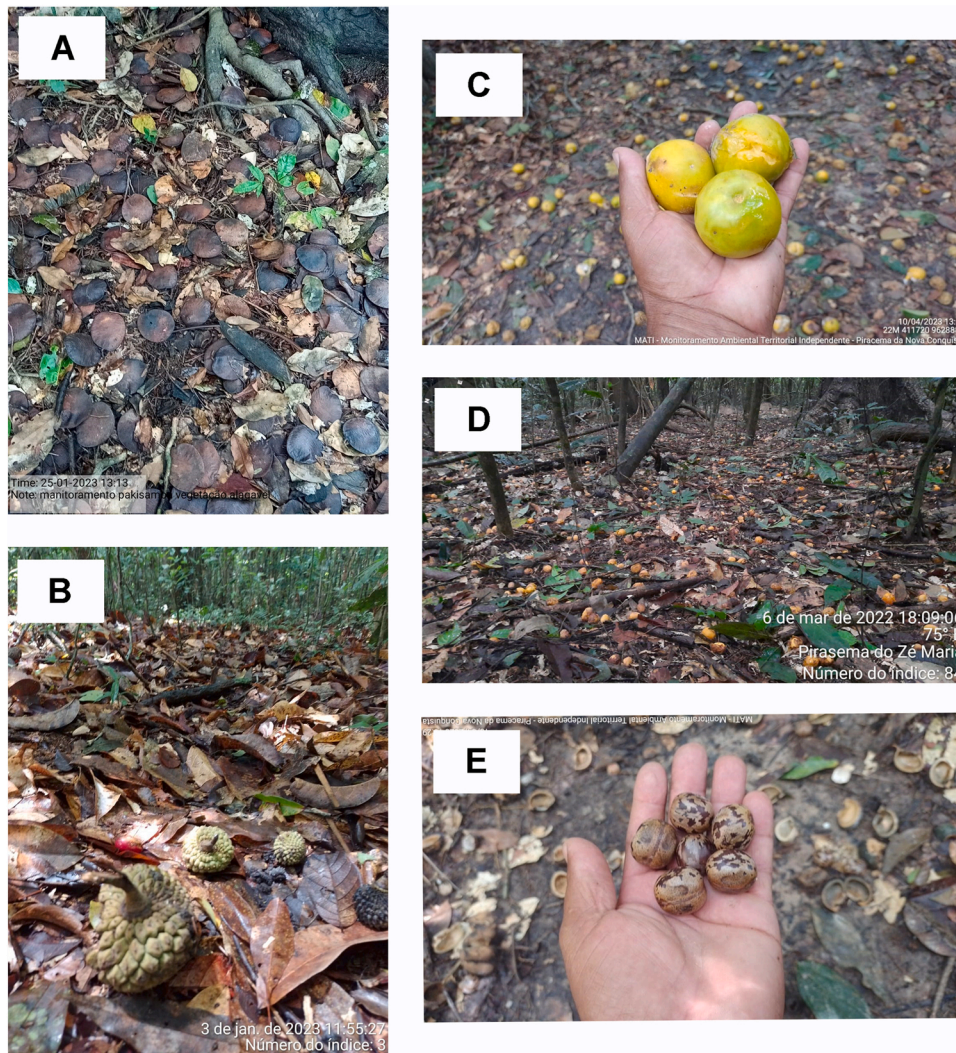 A
Time: 25-01-2023 13:13
Note: manitoramento pakisamba vegetação alagavel
B
3 de jan. de 2023 11:55:27
Número do índice: 3
C
10/04/2023 13:
22M 411720 96288
MATI - Monitoramento Ambiental Territorial Independente - Piracema da Nova Conquis
D
6 de mar de 2022 18:09:06
75°
Pirasema do Zé Maria
Número do índice: 84
E
MATI - Monitoramento Ambiental Territorial Independente - Piracema da Nova Conquista